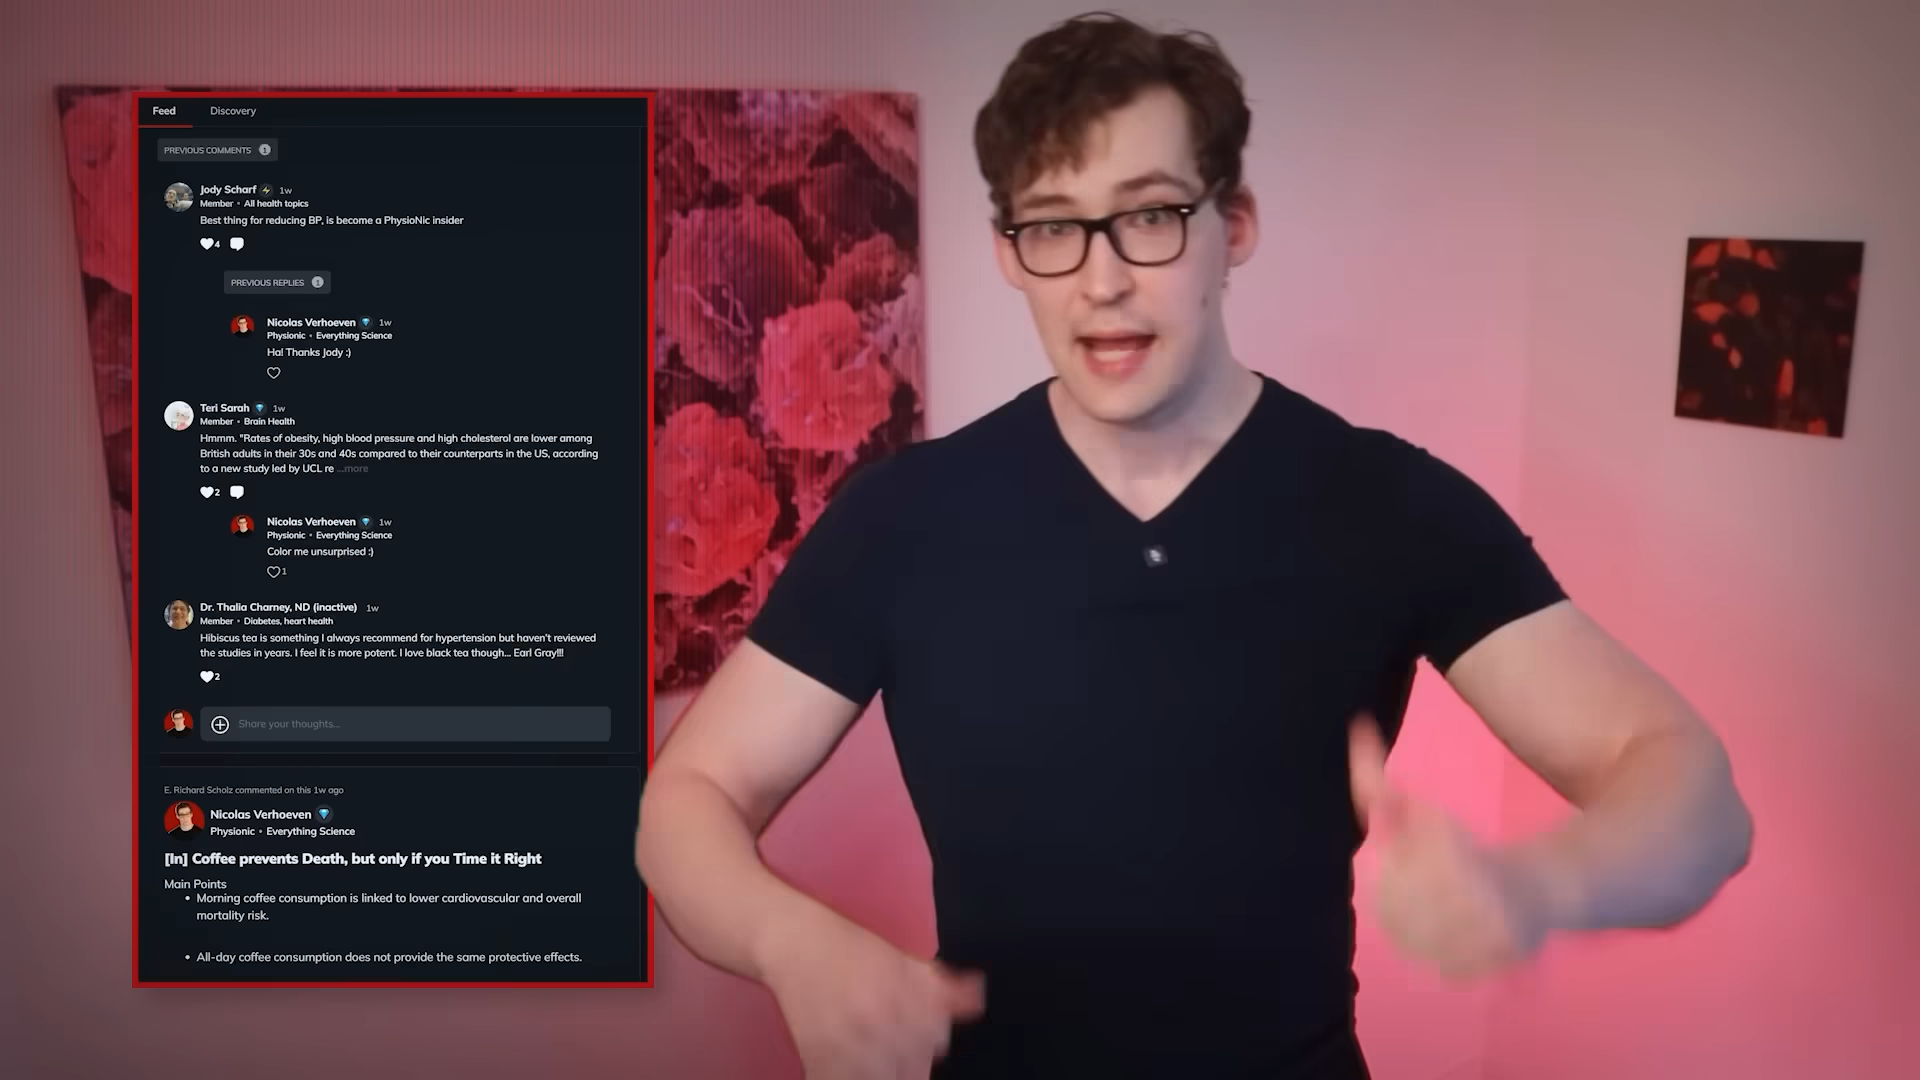 Feed Discovery
PREVIOUS COMMENTS 1
Jody Scharf 1w
Member • All health topics
Best thing for reducing BP, is become a PhysioNic insider
4
PREVIOUS REPLIES 1
Nicolas Verhoeven 1w
Physionic • Everything Science
Ha! Thanks Jody :)
Teri Sarah 1w
Member • Brain Health
Hmmm. "Rates of obesity, high blood pressure and high cholesterol are lower among
British adults in their 30s and 40s compared to their counterparts in the US, according
to a new study led by UCL re ...more
2
Nicolas Verhoeven 1w
Physionic • Everything Science
Color me unsurprised :)
1
Dr. Thalia Charney, ND (inactive) 1w
Member • Diabetes, heart health
Hibiscus tea is something I always recommend for hypertension but haven't reviewed
the studies in years. I feel it is more potent. I love black tea though... Earl Gray!!!
2
Share your thoughts...
E. Richard Scholz commented on this 1w ago
Nicolas Verhoeven
Physionic • Everything Science
[In] Coffee prevents Death, but only if you Time it Right
Main Points
• Morning coffee consumption is linked to lower cardiovascular and overall
mortality risk.
• All-day coffee consumption does not provide the same protective effects.